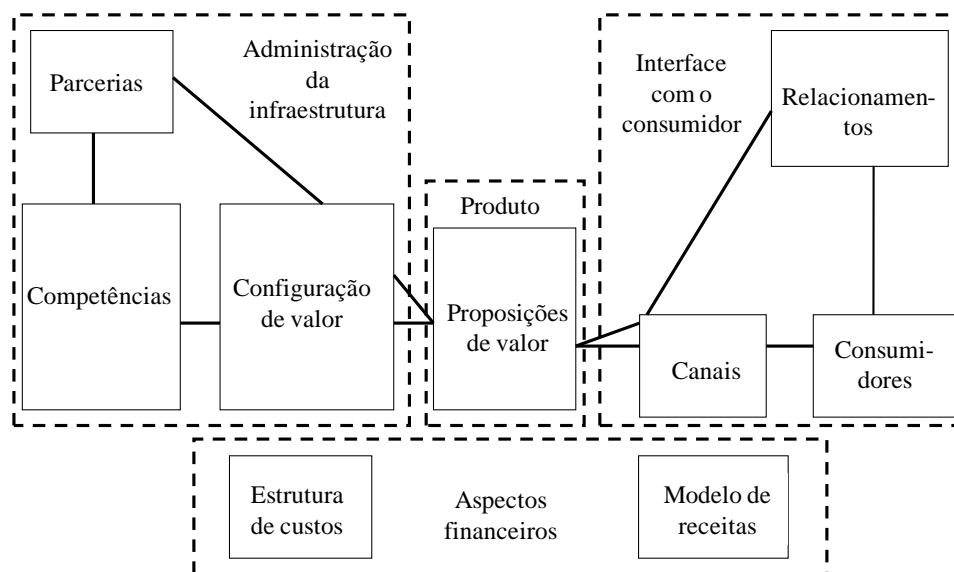 Parcerias
Administração
da
infraestrutura
Interface
com o
consumidor
Relacionamen-
tos
Competências
Configuração
de valor
Produto
Proposições
de valor
Canais
Consumi-
dores
Estrutura
de custos
Aspectos
financeiros
Modelo de
receitas